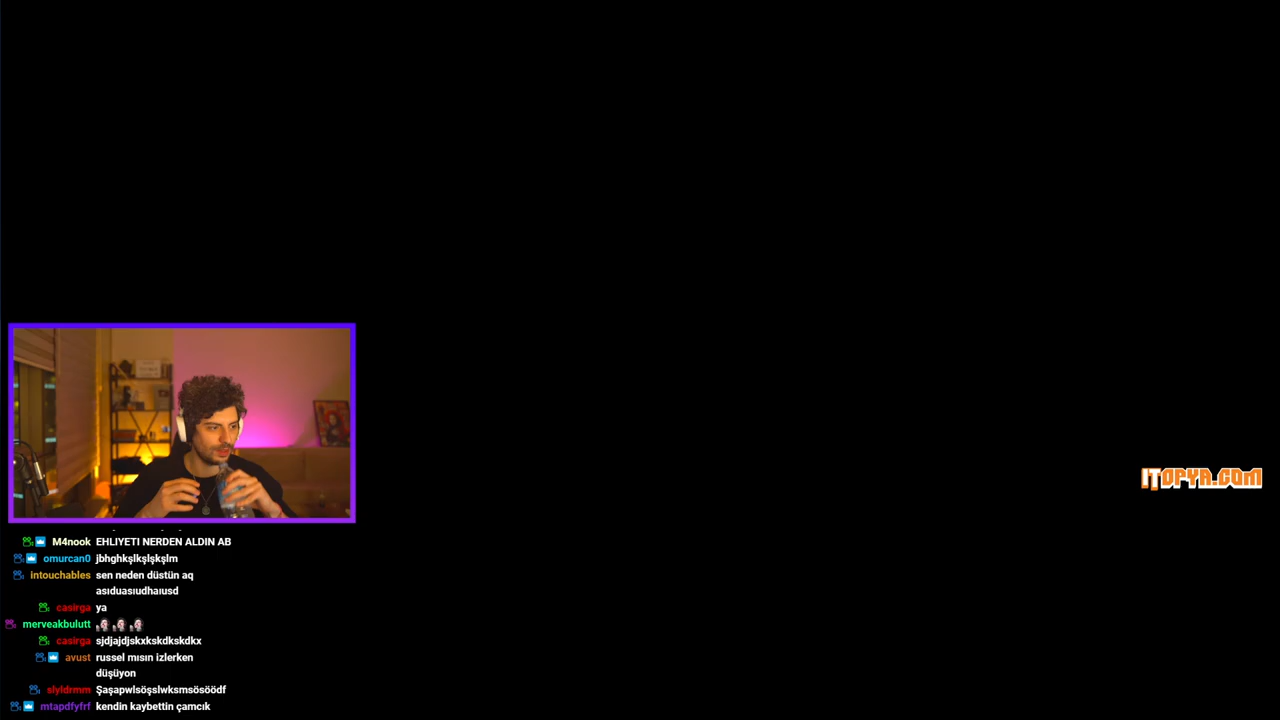 ITOPYA.COM
M4nook EHLIYETI NERDEN ALDIN AB
omurcan0 jbhghkşlkşlşkşlm
intouchables sen neden düstün aq
asıduasıudhaıusd
casirga ya
merveakbulutt
casirga sjdjajdjskxkskdkskdkx
avust russel mısın izlerken
düşüyon
slyldrmm Şaşapwlsöşslwksmsösöödf
mtapdfyfrf kendin kaybettin çamcık